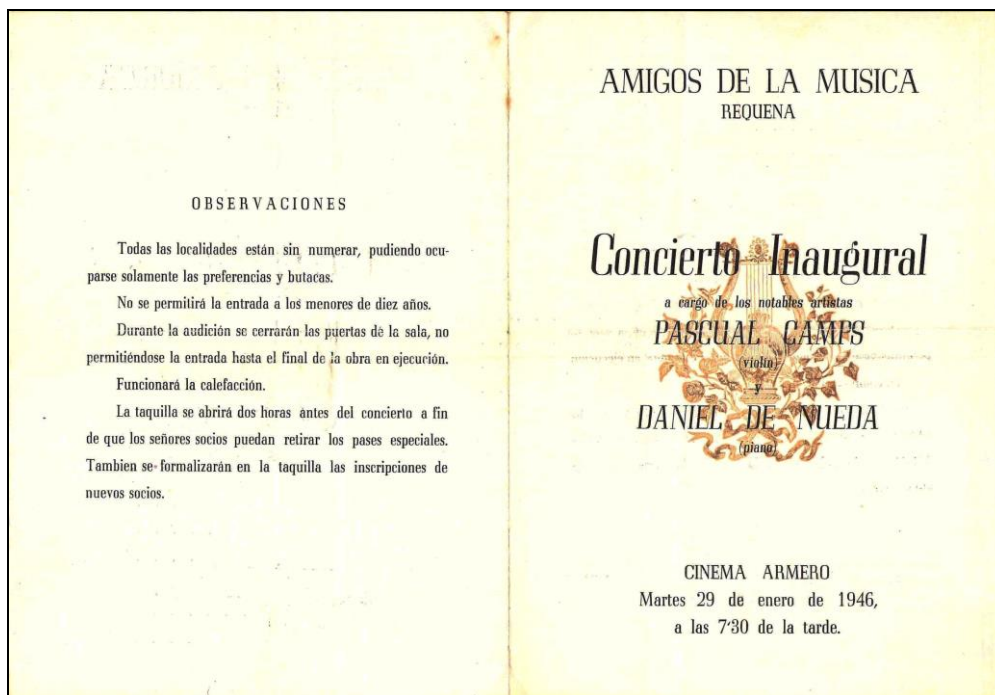 OBSERVACIONES
Todas las localidades están sin numerar, pudiendo ocu-
parse solamente las preferencias y butacas.
No se permitirá la entrada a los menores de diez años.
Durante la audición se cerrarán las puertas de la sala, no
permitiéndose la entrada hasta el final de la obra en ejecución.
Funcionará la calefacción.
La taquilla se abrirá dos horas antes del concierto a fin
de que los señores socios puedan retirar los pases especiales.
Tambien se formalizarán en la taquilla las inscripciones de
nuevos socios.
AMIGOS DE LA MUSICA
REQUENA
Concierto Inaugural
a cargo de los notables artistas
PASCUAL CAMPS
(violín)
y
DANIEL DE NUEDA
(piano)
CINEMA ARMERO
Martes 29 de enero de 1946,
a las 7'30 de la tarde.